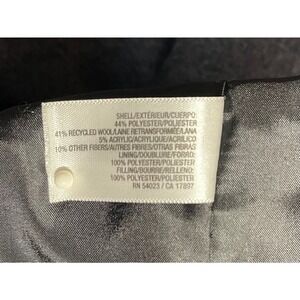 SHELL/EXTÉRIEUR/CUERPO:
44% POLYESTER/POLIESTER
41% RECYCLED WOOL/LAINE RETRANSFORMÉE/LANA
5% ACRYLIC/ACRYLIQUE/ACRILICO
10% OTHER FIBERS/AUTRES FIBRES/OTRAS FIBRAS
LINING/DOUBLURE/FORRO:
100% POLYESTER/POLIESTER
FILLING/BOURRE/RELLENO:
100% POLYESTER/POLIESTER
RN 54023 / CA 17897